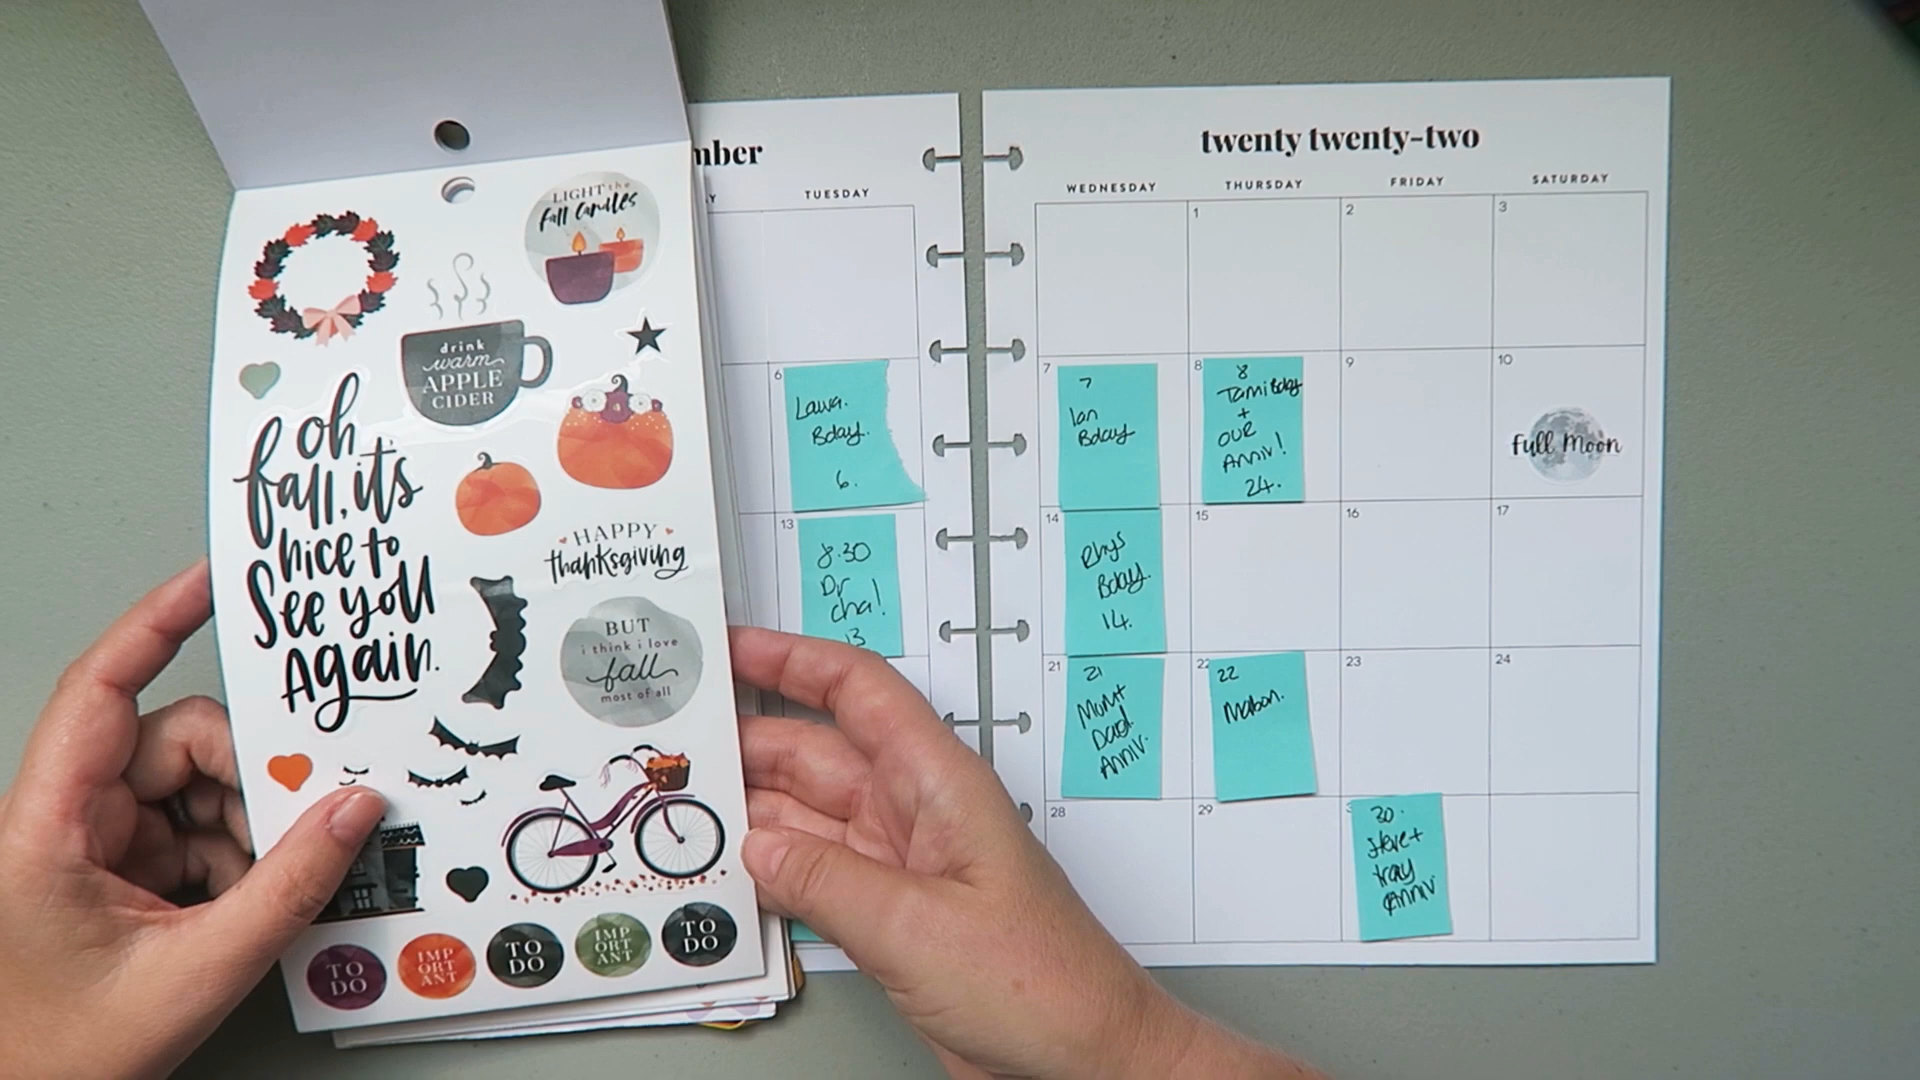 LIGHT the
fall candles
drink
warm
APPLE
CIDER
oh
fall, it's
nice to
See you
Again.
HAPPY
thanksgiving
BUT
i think i love
fall
most of all
TO
DO
IMP
ORT
ANT
TO
DO
IMP
ORT
ANT
TO
DO
mber
TUESDAY
6
Bday.
6.
13
8.30
Dr
cha!
13
twenty twenty-two
WEDNESDAY THURSDAY FRIDAY SATURDAY
1 2 3
7 8 9 10
7
Ian
Bday
8
Tami Bday
+
OUR
Anniv!
24.
Full Moon
14 15 16 17
Rhys
Bday.
14.
21 22 23 24
21
Mum+
Dad.
Anniv.
22
Mabon.
28 29
30.
Steve+
Anniv